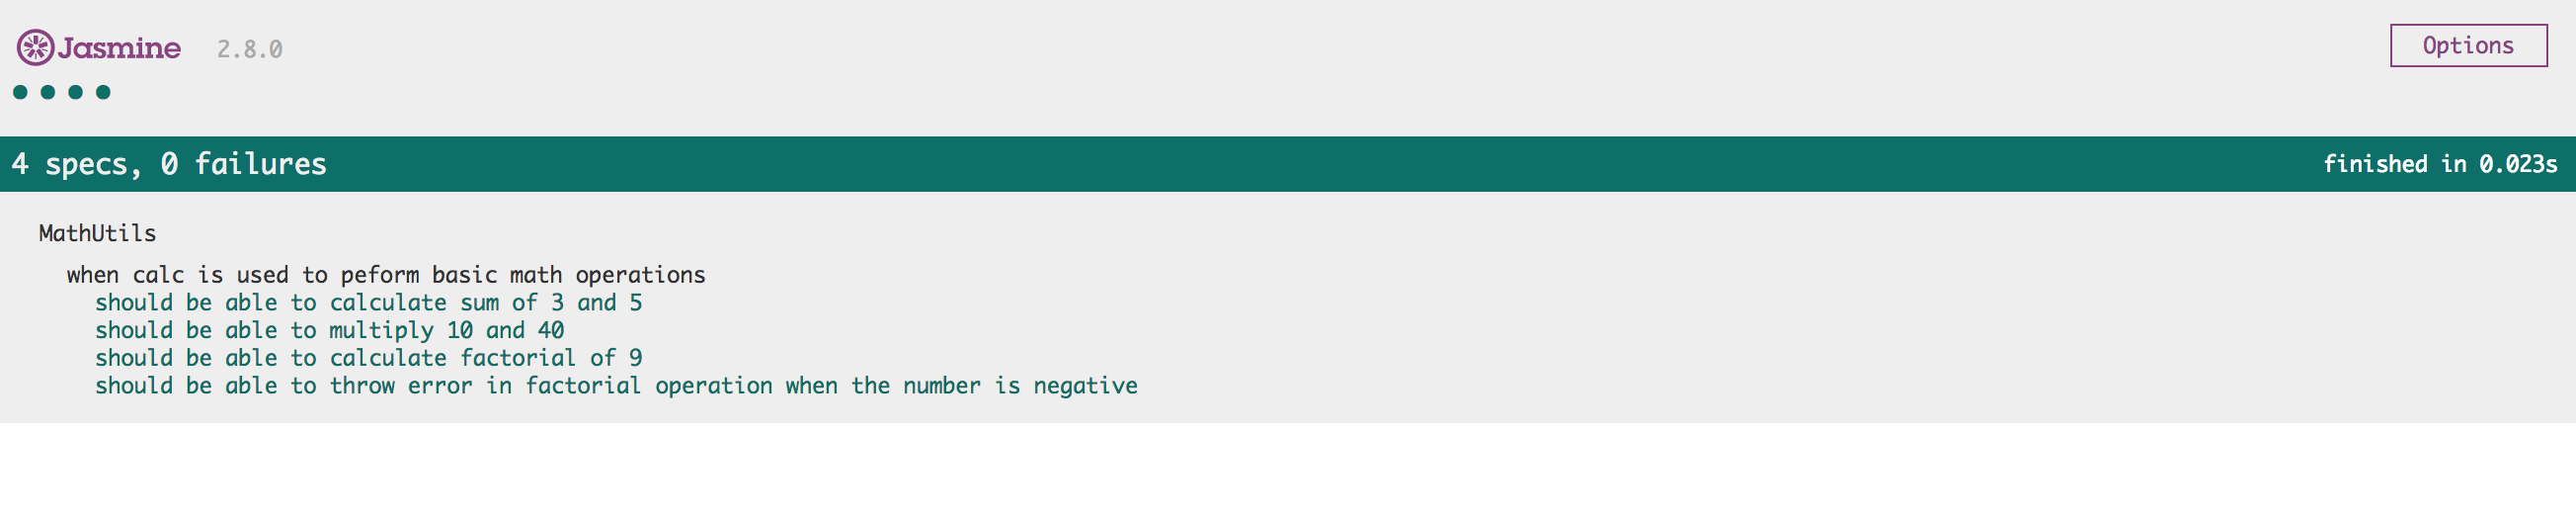 Jasmine 2.8.0 Options
4 specs, 0 failures finished in 0.023s
MathUtils
when calc is used to peform basic math operations
should be able to calculate sum of 3 and 5
should be able to multiply 10 and 40
should be able to calculate factorial of 9
should be able to throw error in factorial operation when the number is negative